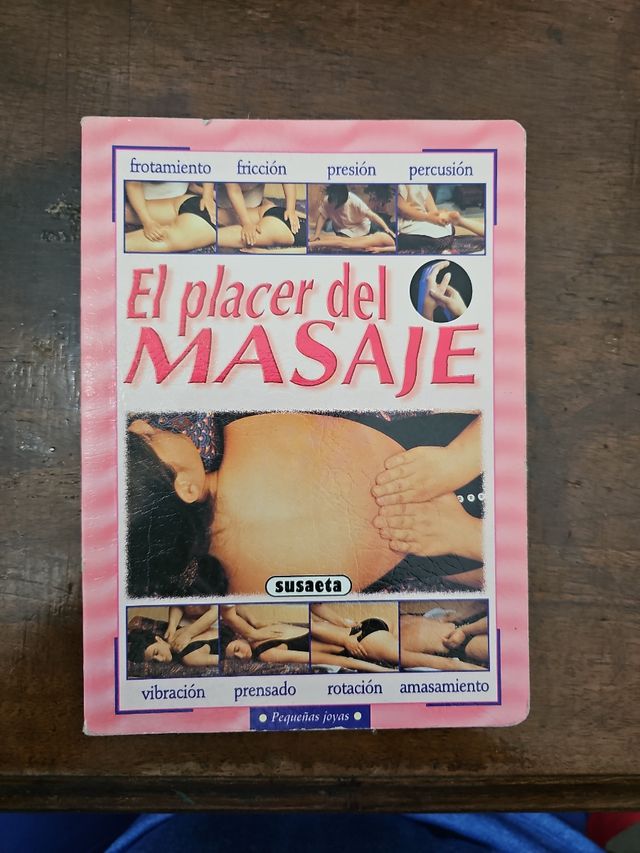 frotamiento fricción presión percusión
El placer del
MASAJE
susaeta
vibración prensado rotación amasamiento
• Pequeñas joyas •